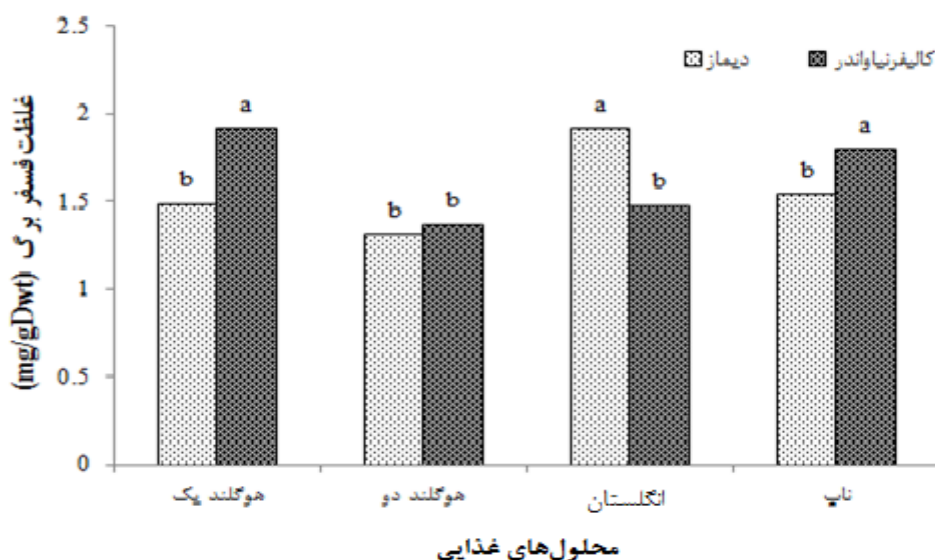 غلظت فسفر برگ (mg/gDwt)
2.5
2
1.5
1
0.5
0
دیماز
کالیفرنیاواندر
b
a
b
b
a
b
b
a
هوگلند یک
هوگلند دو
انگلستان
ناپ
محلول‌های غذایی